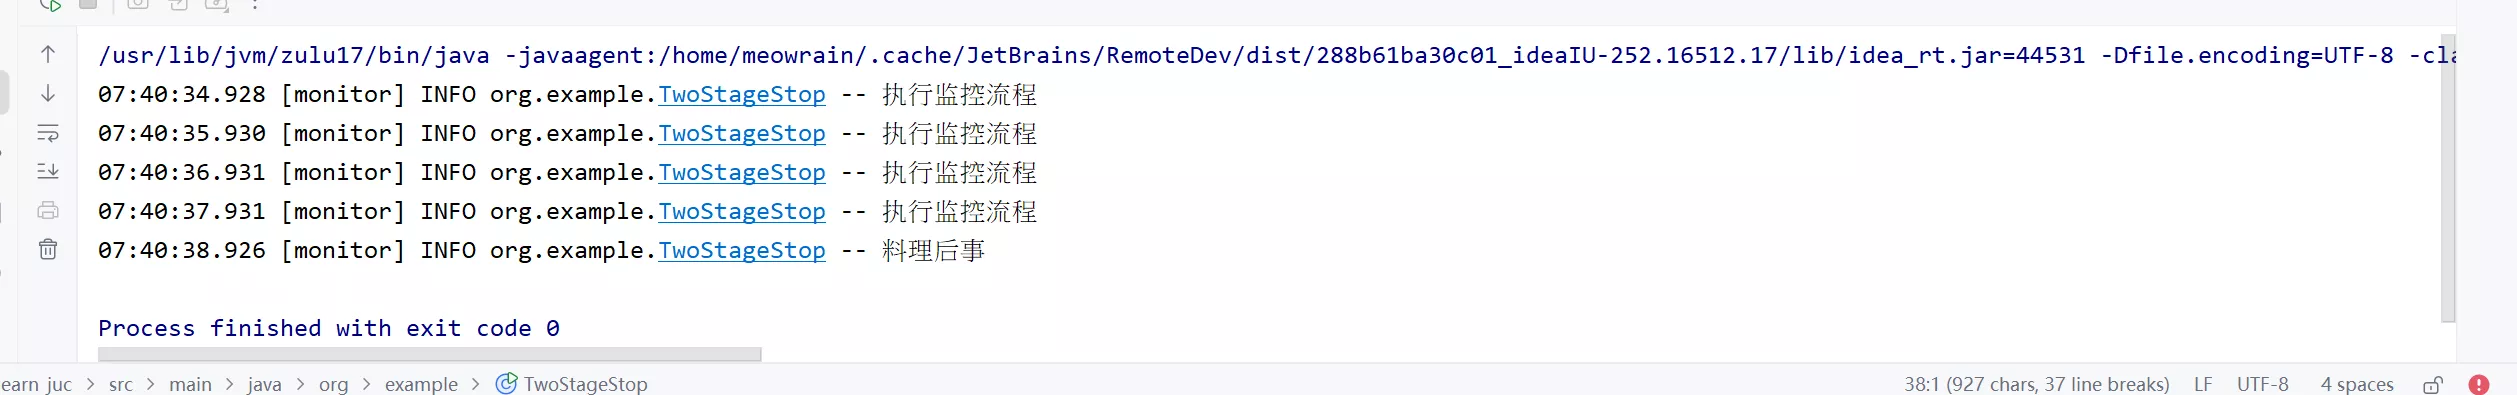 /usr/lib/jvm/zulu17/bin/java -javaagent:/home/meowrain/.cache/JetBrains/RemoteDev/dist/288b61ba30c01_ideaIU-252.16512.17/lib/idea_rt.jar=44531 -Dfile.encoding=UTF-8 -cla
07:40:34.928 [monitor] INFO org.example.TwoStageStop -- 执行监控流程
07:40:35.930 [monitor] INFO org.example.TwoStageStop -- 执行监控流程
07:40:36.931 [monitor] INFO org.example.TwoStageStop -- 执行监控流程
07:40:37.931 [monitor] INFO org.example.TwoStageStop -- 执行监控流程
07:40:38.926 [monitor] INFO org.example.TwoStageStop -- 料理后事
Process finished with exit code 0
earn juc > src > main > java > org > example > TwoStageStop 38:1 (927 chars, 37 line breaks) LF UTF-8 4 spaces